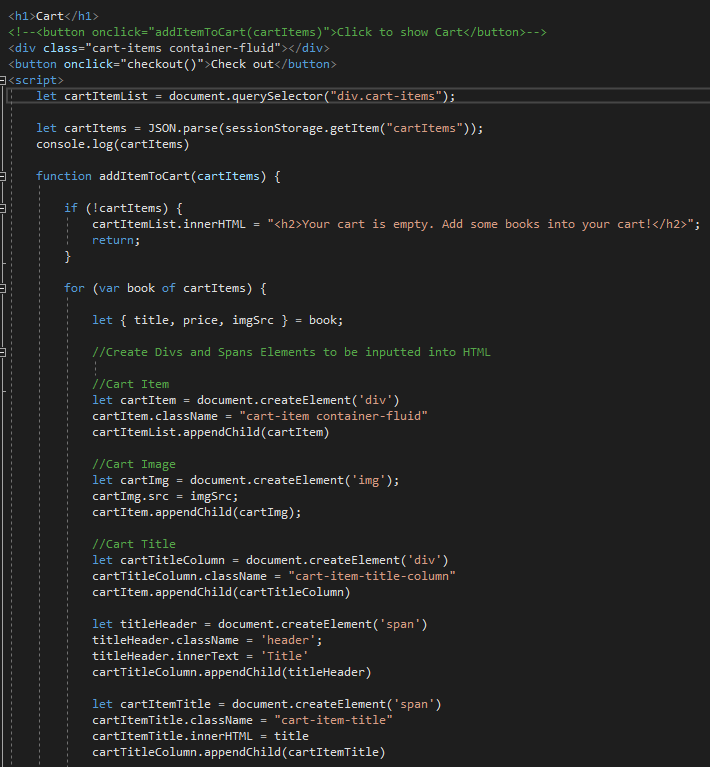 <h1>Cart</h1>
<!--<button onclick="addItemToCart(cartItems)">Click to show Cart</button>-->
<div class="cart-items container-fluid"></div>
<button onclick="checkout()">Check out</button>
<script>
let cartItemList = document.querySelector("div.cart-items");
let cartItems = JSON.parse(sessionStorage.getItem("cartItems"));
console.log(cartItems)
function addItemToCart(cartItems) {
if (!cartItems) {
cartItemList.innerHTML = "<h2>Your cart is empty. Add some books into your cart!</h2>";
return;
}
for (var book of cartItems) {
let { title, price, imgSrc } = book;
//Create Divs and Spans Elements to be inputted into HTML
//Cart Item
let cartItem = document.createElement('div')
cartItem.className = "cart-item container-fluid"
cartItemList.appendChild(cartItem)
//Cart Image
let cartImg = document.createElement('img');
cartImg.src = imgSrc;
cartItem.appendChild(cartImg);
//Cart Title
let cartTitleColumn = document.createElement('div')
cartTitleColumn.className = "cart-item-title-column"
cartItem.appendChild(cartTitleColumn)
let titleHeader = document.createElement('span')
titleHeader.className = 'header';
titleHeader.innerText = 'Title'
cartTitleColumn.appendChild(titleHeader)
let cartItemTitle = document.createElement('span')
cartItemTitle.className = "cart-item-title"
cartItemTitle.innerHTML = title
cartTitleColumn.appendChild(cartItemTitle)